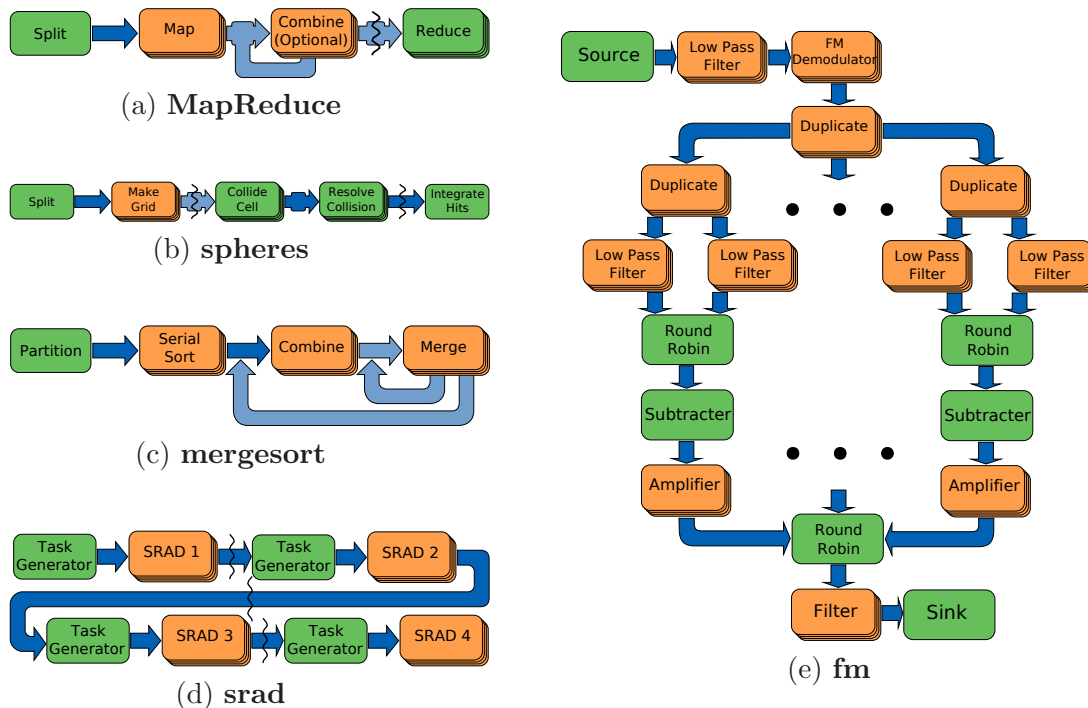 Split
Map
Combine
(Optional)
Reduce
(a) MapReduce
Split
Make
Grid
Collide
Cell
Resolve
Collision
Integrate
Hits
(b) spheres
Partition
Serial
Sort
Combine
Merge
(c) mergesort
Task
Generator
SRAD 1
Task
Generator
SRAD 2
Task
Generator
SRAD 3
Task
Generator
SRAD 4
(d) srad
Source
Low Pass
Filter
FM
Demodulator
Duplicate
Duplicate
Duplicate
Low Pass
Filter
Low Pass
Filter
Low Pass
Filter
Low Pass
Filter
Round
Robin
Round
Robin
Subtracter
Subtracter
Amplifier
Amplifier
Round
Robin
Filter
Sink
(e) fm